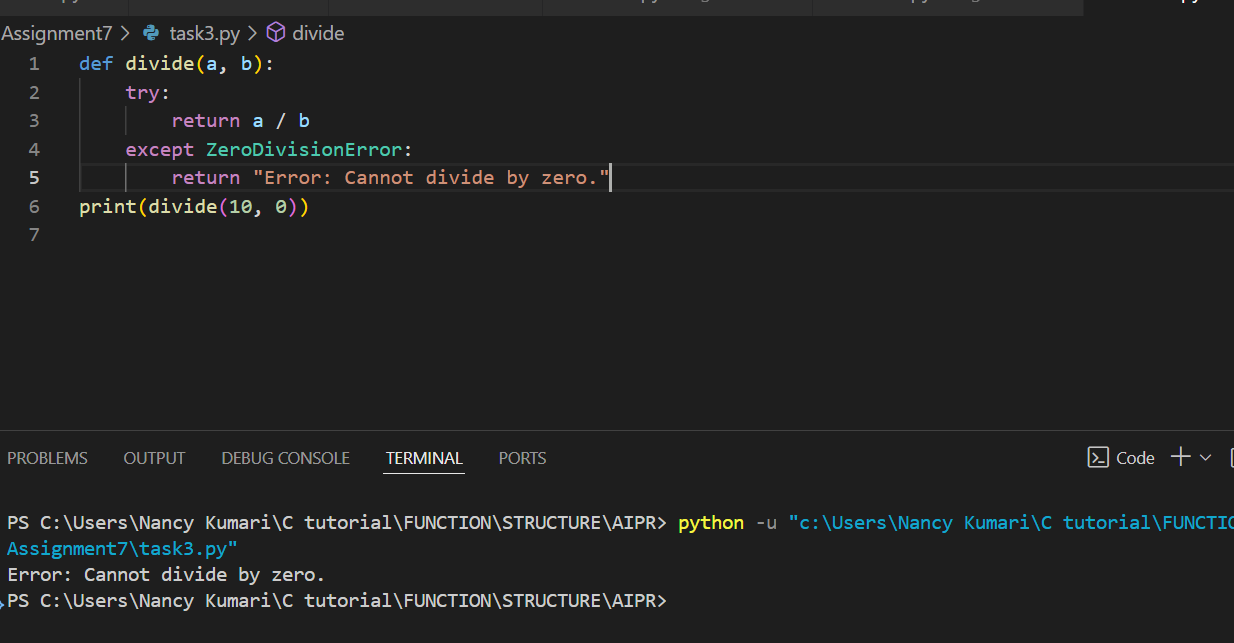 Assignment7 > task3.py > divide
1 def divide(a, b):
2     try:
3         return a / b
4     except ZeroDivisionError:
5         return "Error: Cannot divide by zero."
6 print(divide(10, 0))
7
PROBLEMS OUTPUT DEBUG CONSOLE TERMINAL PORTS Code
PS C:\Users\Nancy Kumari\C tutorial\FUNCTION\STRUCTURE\AIPR> python -u "c:\Users\Nancy Kumari\C tutorial\FUNCTIO
Assignment7\task3.py"
Error: Cannot divide by zero.
PS C:\Users\Nancy Kumari\C tutorial\FUNCTION\STRUCTURE\AIPR>